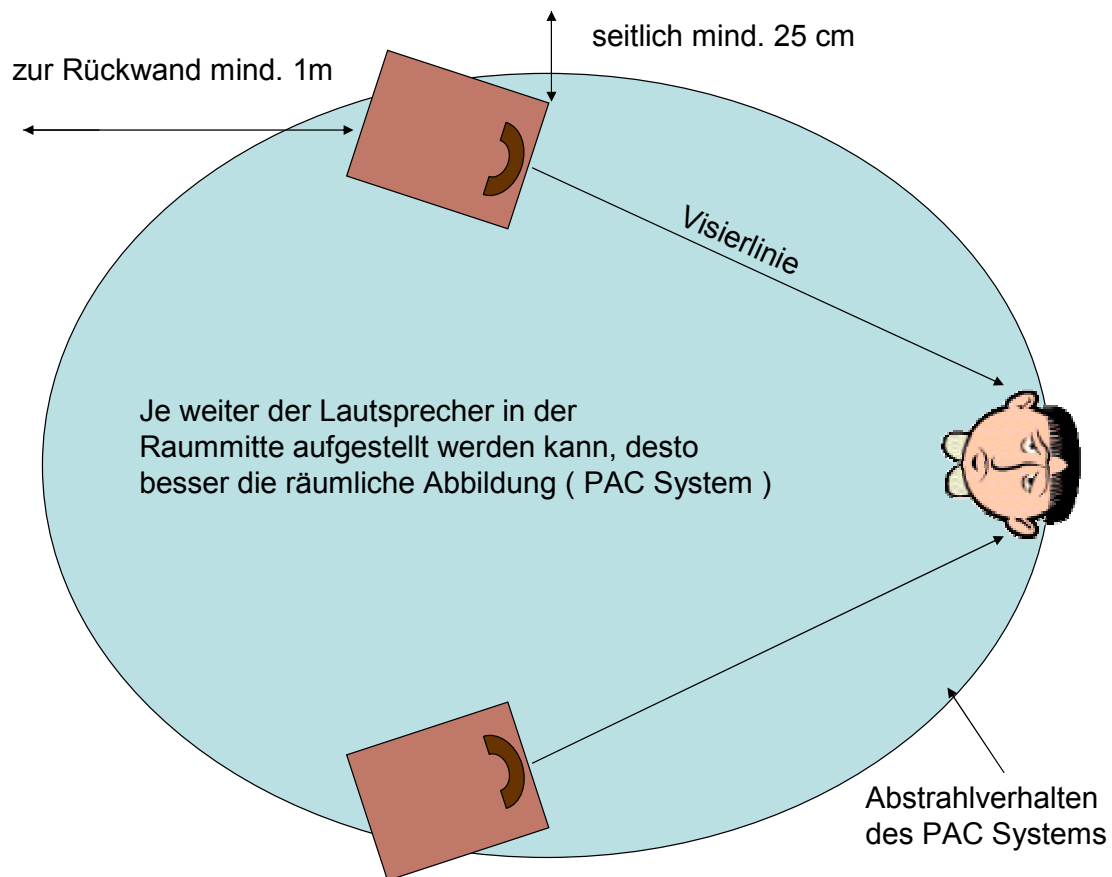 seitlich mind. 25 cm
zur Rückwand mind. 1m
Visierlinie
Je weiter der Lautsprecher in der
Raummitte aufgestellt werden kann, desto
besser die räumliche Abbildung ( PAC System )
Abstrahlverhalten
des PAC Systems